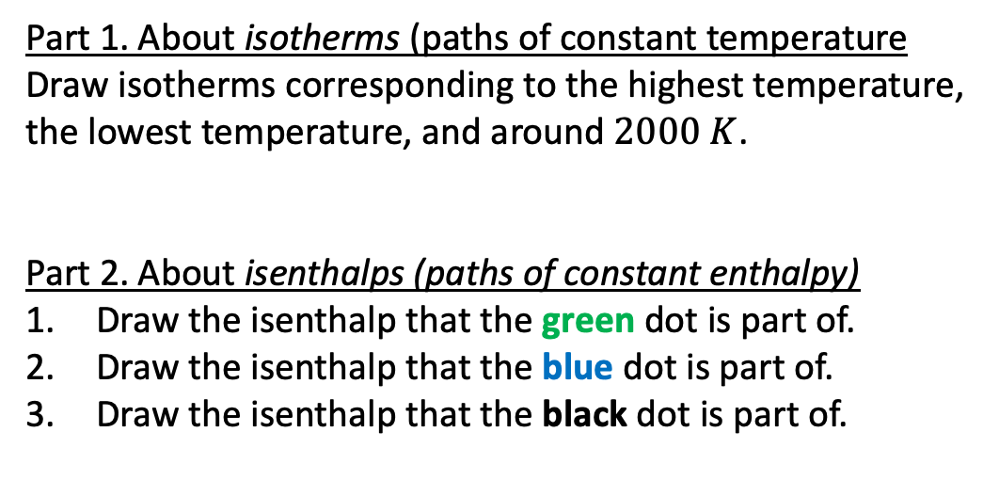 Part 1. About isotherms (paths of constant temperature
Draw isotherms corresponding to the highest temperature,
the lowest temperature, and around 2000 K.
Part 2. About isenthalps (paths of constant enthalpy)
1. Draw the isenthalp that the green dot is part of.
2. Draw the isenthalp that the blue dot is part of.
3. Draw the isenthalp that the black dot is part of.